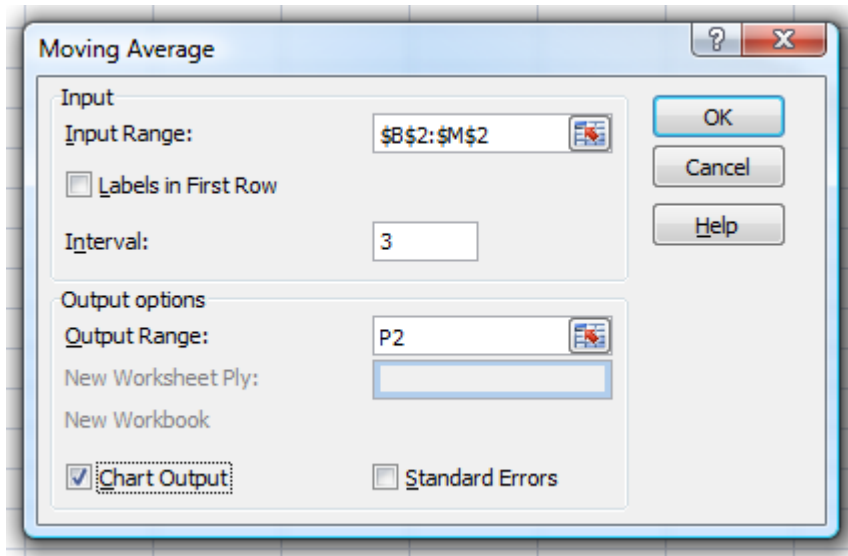 Moving Average
?
X
Input
Input Range:
$B$2:$M$2
Labels in First Row
Interval:
3
OK
Cancel
Help
Output options
Output Range:
P2
New Worksheet Ply:
New Workbook
Chart Output
Standard Errors